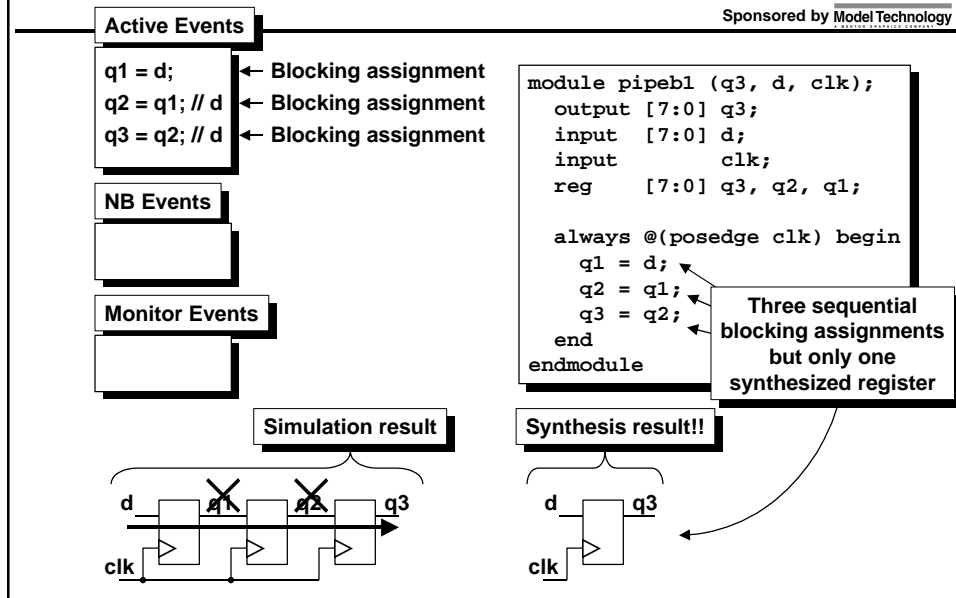 Sponsored by Model Technology
A MENTOR GRAPHICS COMPANY
Active Events
q1 = d;
Blocking assignment
q2 = q1; // d
Blocking assignment
q3 = q2; // d
Blocking assignment
NB Events
Monitor Events
module pipeb1 (q3, d, clk);
output [7:0] q3;
input [7:0] d;
input clk;
reg [7:0] q3, q2, q1;
always @(posedge clk) begin
q1 = d;
q2 = q1;
q3 = q2;
end
endmodule
Three sequential
blocking assignments
but only one
synthesized register
Simulation result
d
q1
q2
q3
clk
Synthesis result!!
d
q3
clk